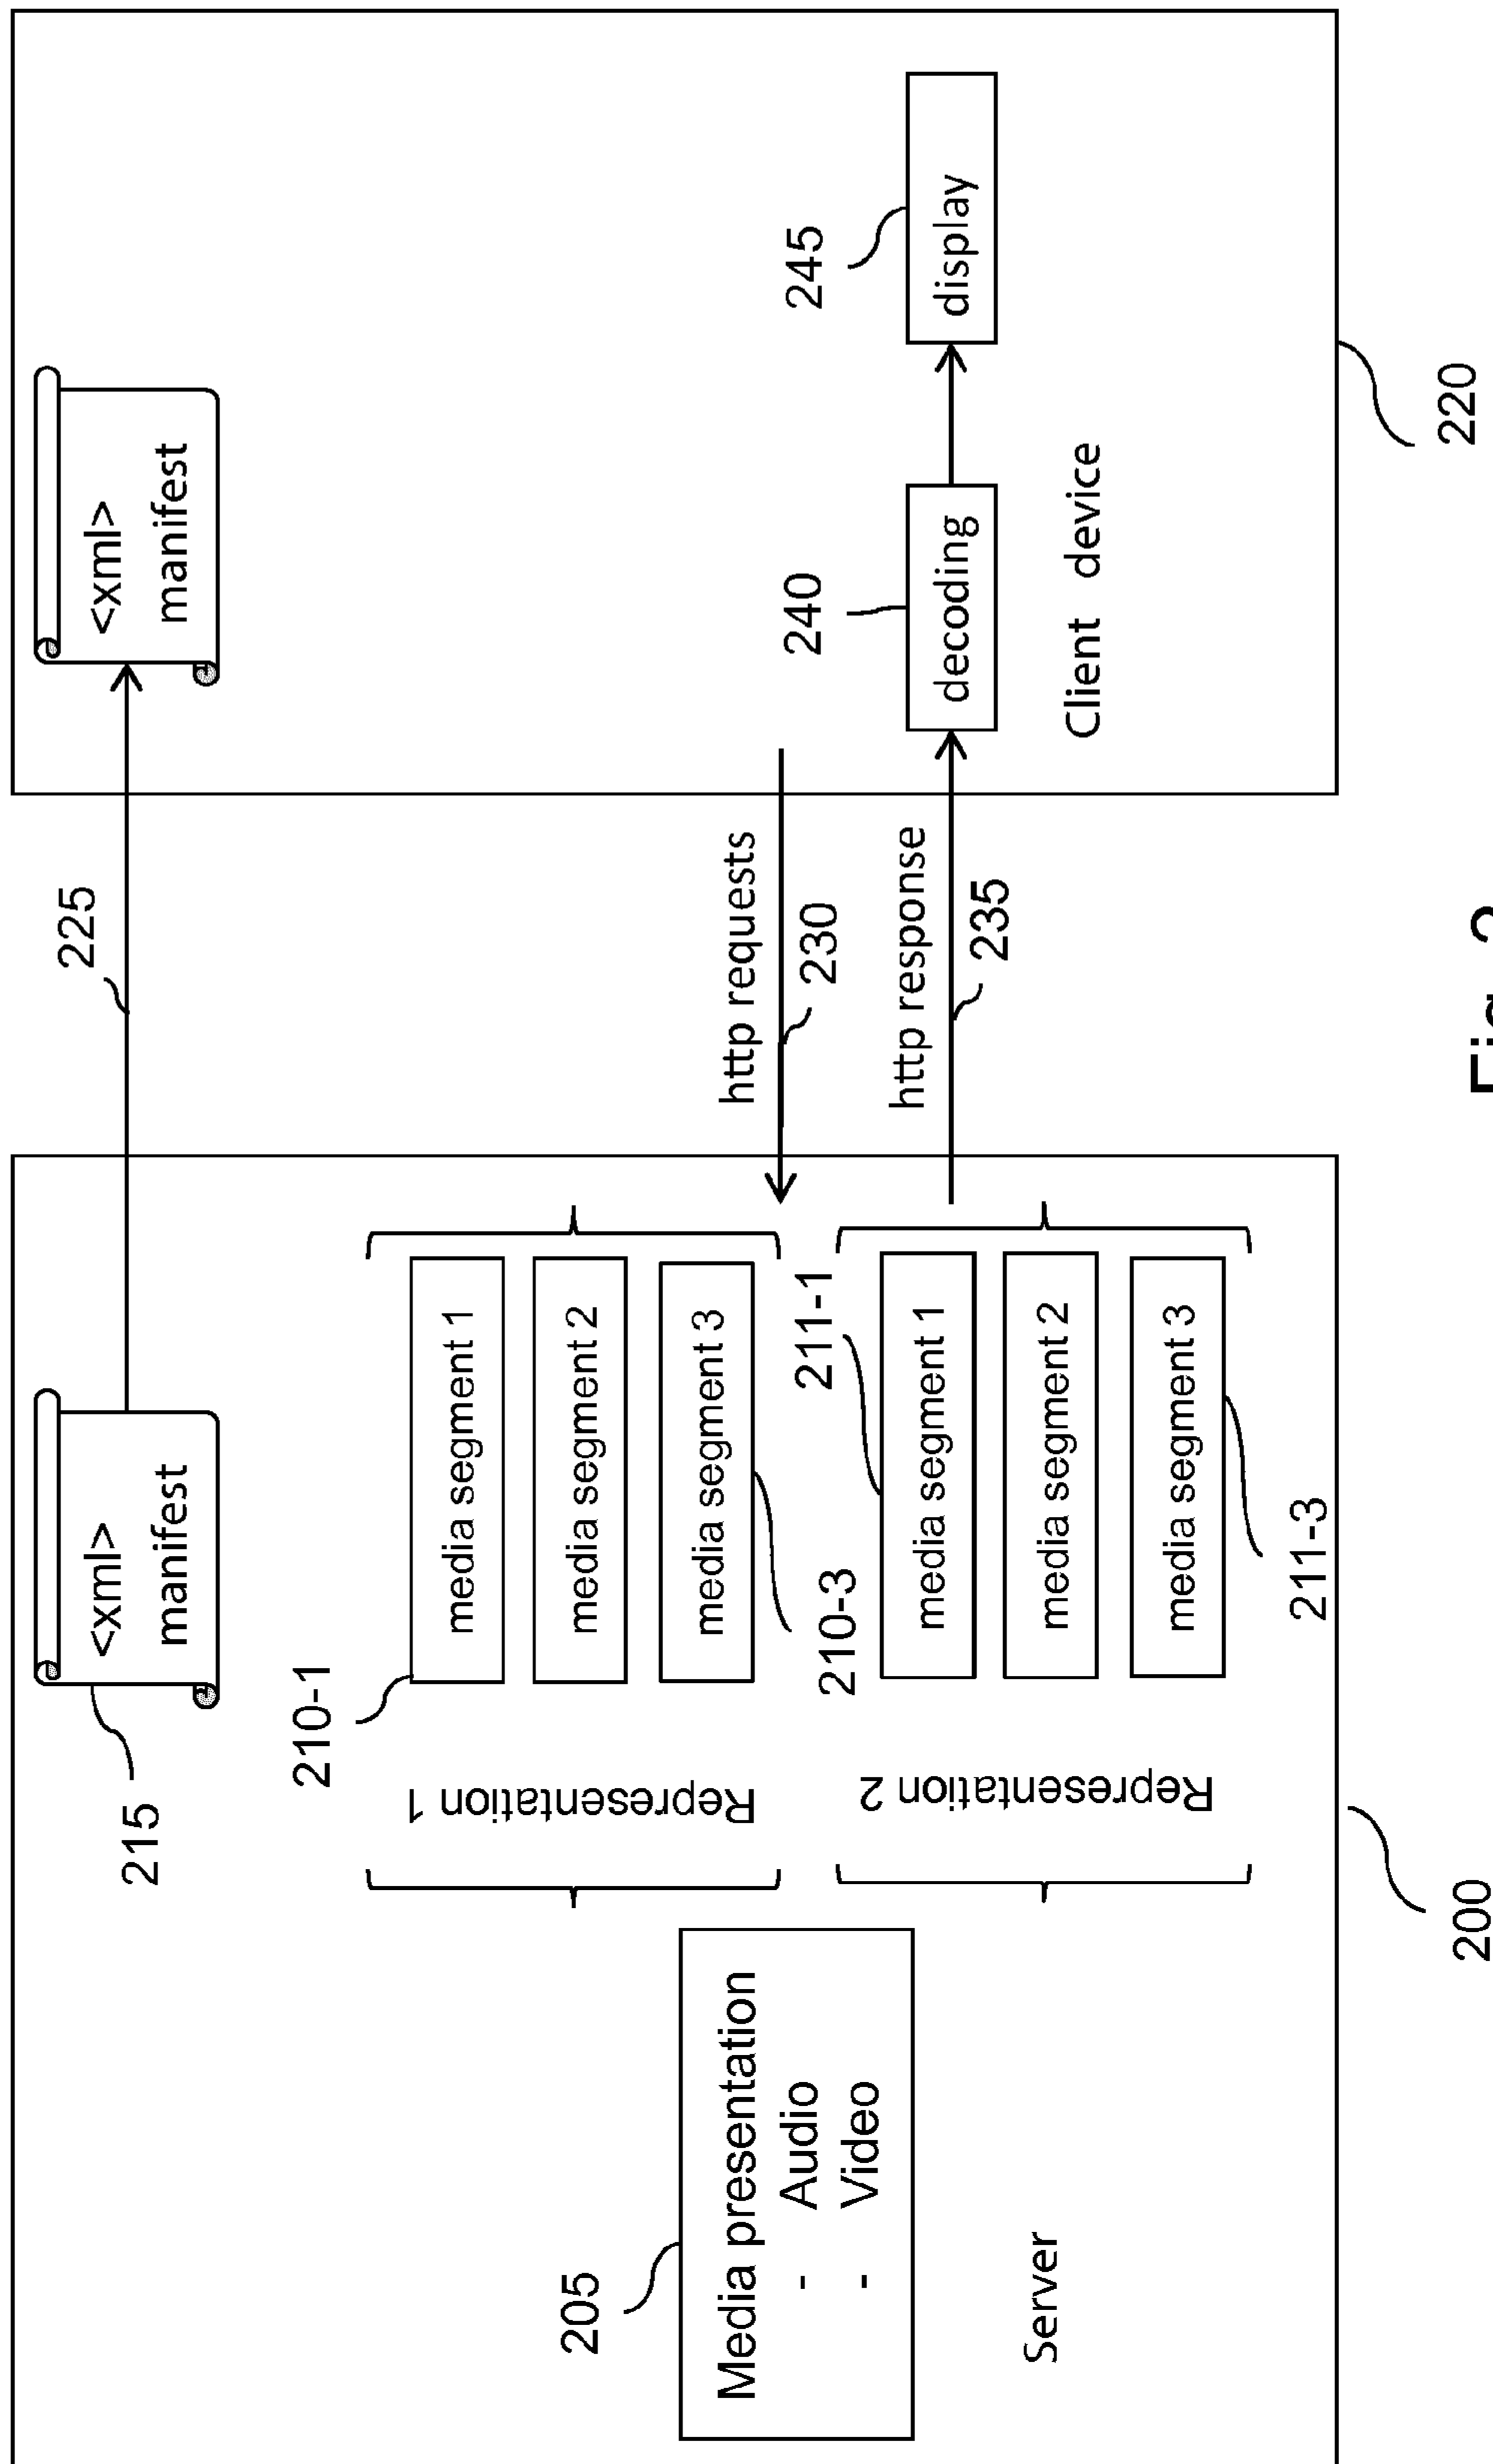 215
<xml>
manifest
225
<xml>
manifest
210-1
Representation 1
media segment 1
media segment 2
media segment 3
210-3
205
Media presentation
- Audio
- Video
Server
Representation 2
211-1
media segment 1
media segment 2
media segment 3
211-3
200
http requests
230
http response
235
240
decoding
245
display
Client device
220